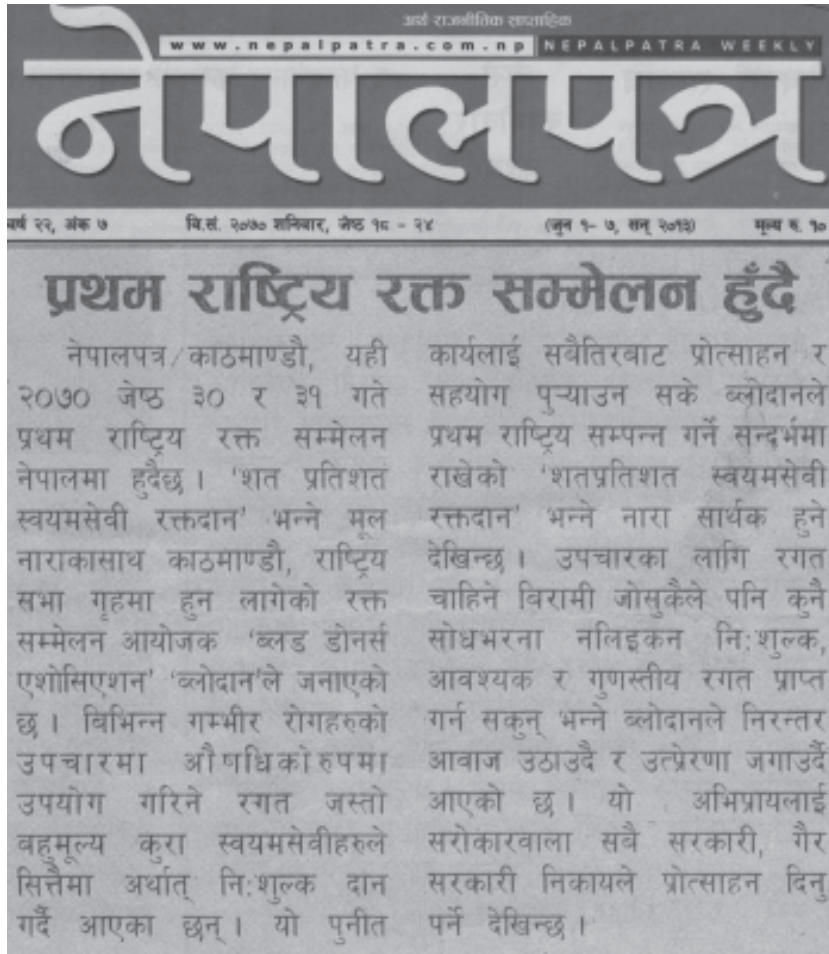 अर्थ राजनीतिक साप्ताहिक
www.nepalpatra.com.np NEPALPATRA WEEKLY
नेपालपत्र
वर्ष २२, अंक ७ वि.सं. २०७० शनिबार, जेष्ठ १८ - २४ (जुन १- ७, सन् २०१३) मूल्य रु. १०
प्रथम राष्ट्रिय रक्त सम्मेलन हुँदै
नेपालपत्र/काठमाण्डौ, यही
२०७० जेष्ठ ३० र ३१ गते
प्रथम राष्ट्रिय रक्त सम्मेलन
नेपालमा हुदैछ । 'शत प्रतिशत
स्वयमसेवी रक्तदान' भन्ने मूल
नाराकासाथ काठमाण्डौ, राष्ट्रिय
सभा गृहमा हुन लागेको रक्त
सम्मेलन आयोजक 'ब्लड डोनर्स
एशोसिएशन' 'ब्लोदान'ले जनाएको
छ । बिभिन्न गम्भीर रोगहरुको
उपचारमा औषधिकोरुपमा
उपयोग गरिने रगत जस्तो
बहुमूल्य कुरा स्वयमसेवीहरुले
सित्तैमा अर्थात् नि:शुल्क दान
गर्दै आएका छन् । यो पुनीत
कार्यलाई सबैतिरबाट प्रोत्साहन र
सहयोग पुऱ्याउन सके ब्लोदानले
प्रथम राष्ट्रिय सम्पन्न गर्ने सन्दर्भमा
राखेको 'शतप्रतिशत स्वयमसेवी
रक्तदान' भन्ने नारा सार्थक हुने
देखिन्छ । उपचारका लागि रगत
चाहिने विरामी जोसुकैले पनि कुनै
सोधभरना नलिइकन नि:शुल्क,
आवश्यक र गुणस्तीय रगत प्राप्त
गर्न सकुन् भन्ने ब्लोदानले निरन्तर
आवाज उठाउदै र उत्प्रेरणा जगाउर्दै
आएको छ । यो अभिप्रायलाई
सरोकारवाला सबै सरकारी, गैर
सरकारी निकायले प्रोत्साहन दिनु
पर्ने देखिन्छ ।